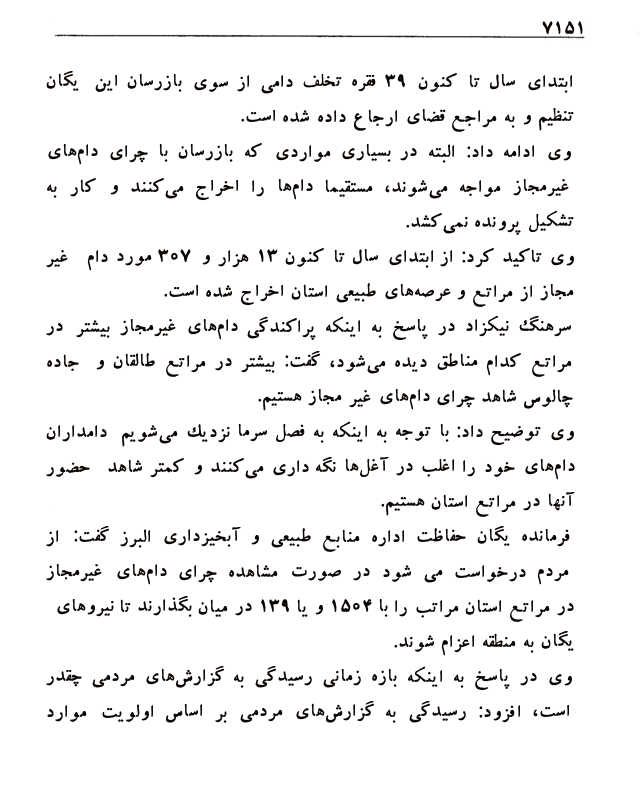 ۷۱۵۱
ابتدای سال تا کنون ۳۹ فقره تخلف دامی از سوی بازرسان این یگان
تنظیم و به مراجع قضای ارجاع داده شده است.
وی ادامه داد: البته در بسیاری مواردی که بازرسان با چرای دام‌های
غیرمجاز مواجه می‌شوند، مستقیما دام‌ها را اخراج می‌کنند و کار به
تشکیل پرونده نمی‌کشد.
وی تاکید کرد: از ابتدای سال تا کنون ۱۳ هزار و ۳۰۷ مورد دام غیر
مجاز از مراتع و عرصه‌های طبیعی استان اخراج شده است.
سرهنگ نیکزاد در پاسخ به اینکه پراکندگی دام‌های غیرمجاز بیشتر در
مراتع کدام مناطق دیده می‌شود، گفت: بیشتر در مراتع طالقان و جاده
چالوس شاهد چرای دام‌های غیر مجاز هستیم.
وی توضیح داد: با توجه به اینکه به فصل سرما نزدیك می‌شویم دامداران
دام‌های خود را اغلب در آغل‌ها نگه داری می‌کنند و کمتر شاهد حضور
آنها در مراتع استان هستیم.
فرمانده یگان حفاظت اداره منابع طبیعی و آبخیزداری البرز گفت: از
مردم درخواست می شود در صورت مشاهده چرای دام‌های غیرمجاز
در مراتع استان مراتب را با ۱۵۰۴ و یا ۱۳۹ در میان بگذارند تا نیروهای
یگان به منطقه اعزام شوند.
وی در پاسخ به اینکه بازه زمانی رسیدگی به گزارش‌های مردمی چقدر
است، افزود: رسیدگی به گزارش‌های مردمی بر اساس اولویت موارد